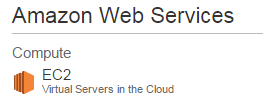 Amazon Web Services
Compute
EC2
Virtual Servers in the Cloud